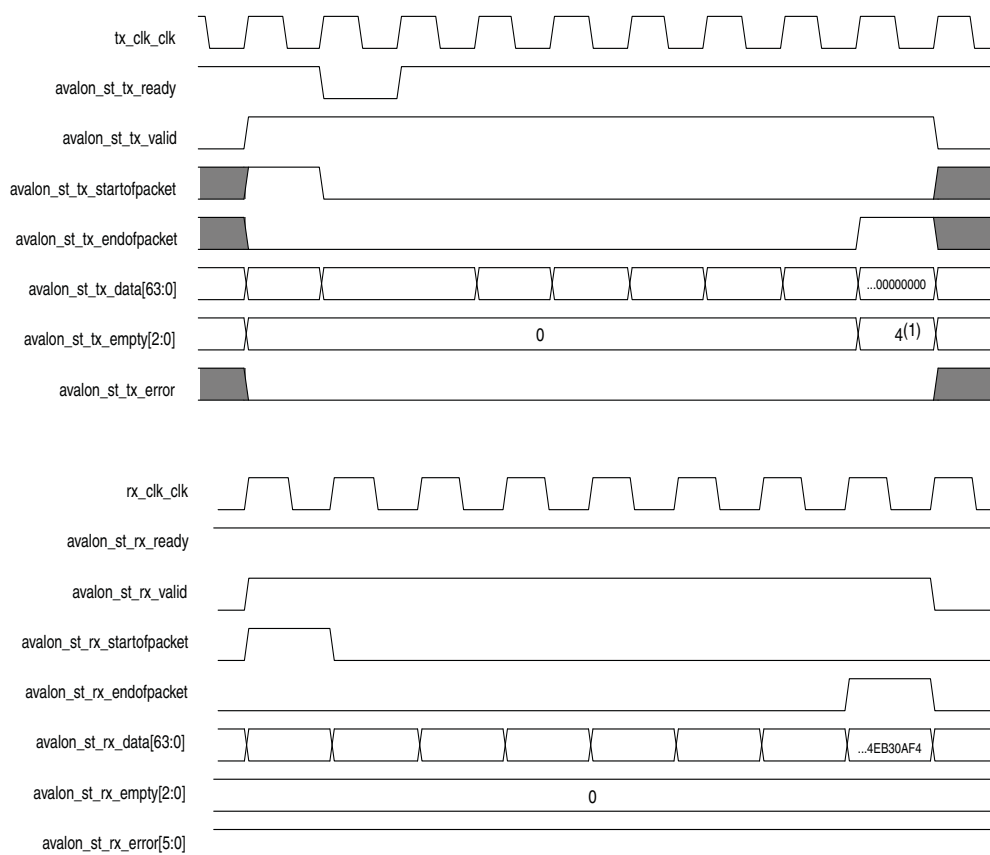 tx_clk_clk
avalon_st_tx_ready
avalon_st_tx_valid
avalon_st_tx_startofpacket
avalon_st_tx_endofpacket
avalon_st_tx_data[63:0] ...00000000
avalon_st_tx_empty[2:0] 0 4(1)
avalon_st_tx_error
rx_clk_clk
avalon_st_rx_ready
avalon_st_rx_valid
avalon_st_rx_startofpacket
avalon_st_rx_endofpacket
avalon_st_rx_data[63:0] ...4EB30AF4
avalon_st_rx_empty[2:0] 0
avalon_st_rx_error[5:0]